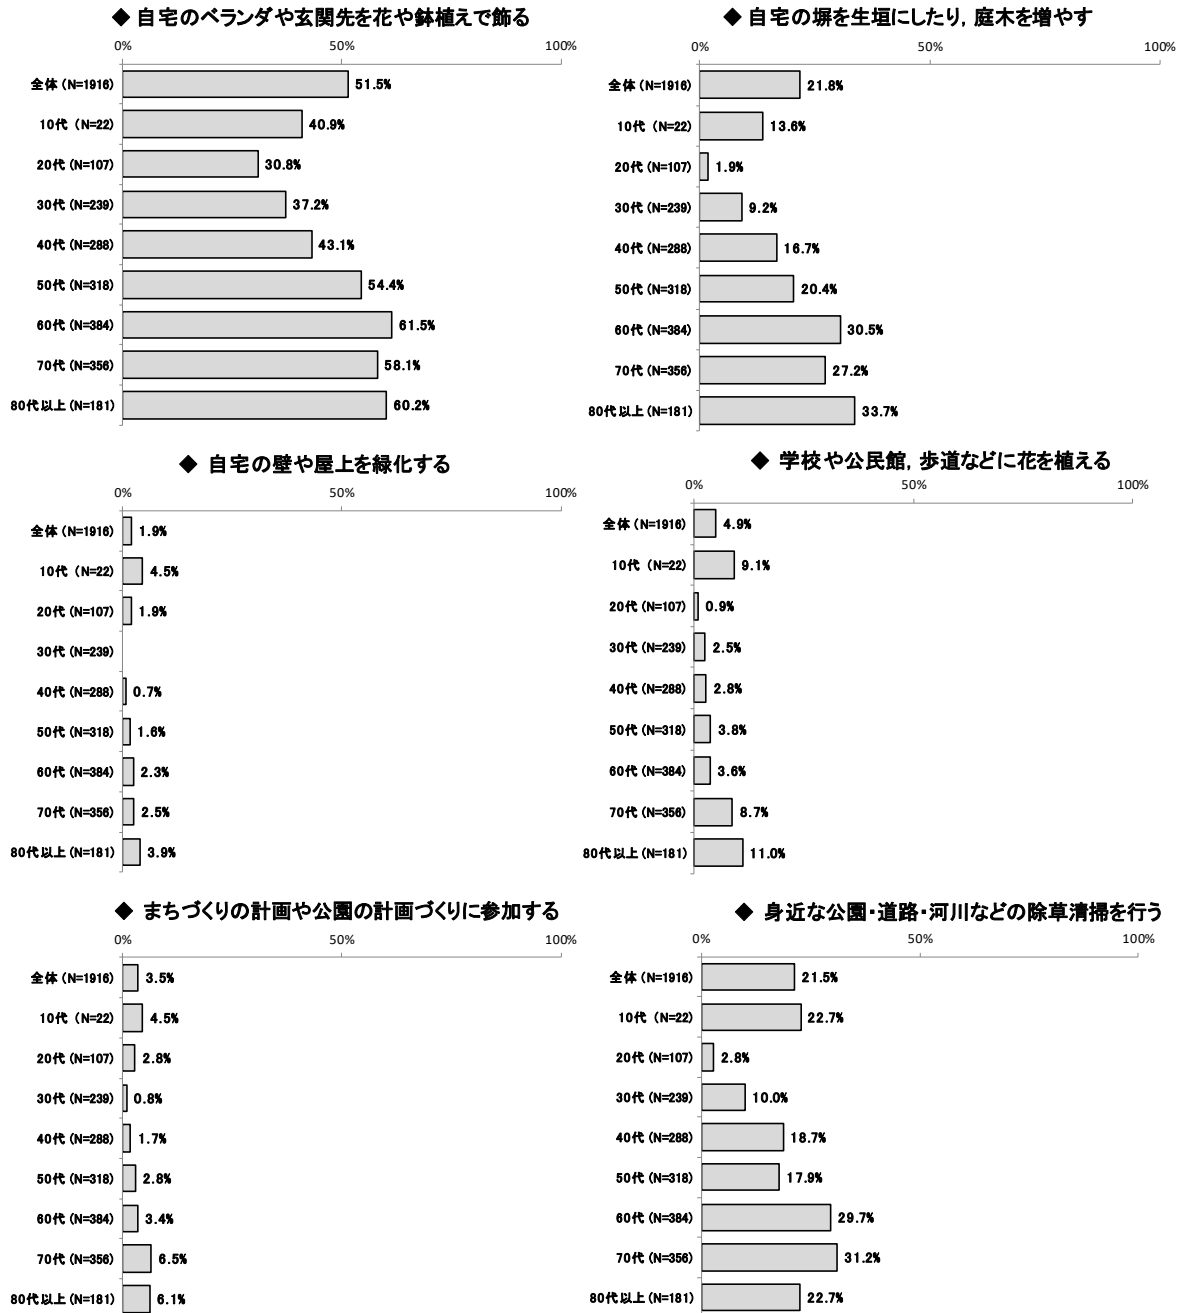 ◆ 自宅のベランダや玄関先を花や鉢植えで飾る
0% 50% 100%
全体 (N=1916) 51.5%
10代 (N=22) 40.9%
20代 (N=107) 30.8%
30代 (N=239) 37.2%
40代 (N=288) 43.1%
50代 (N=318) 54.4%
60代 (N=384) 61.5%
70代 (N=356) 58.1%
80代以上 (N=181) 60.2%
◆ 自宅の塀を生垣にしたり，庭木を増やす
0% 50% 100%
全体 (N=1916) 21.8%
10代 (N=22) 13.6%
20代 (N=107) 1.9%
30代 (N=239) 9.2%
40代 (N=288) 16.7%
50代 (N=318) 20.4%
60代 (N=384) 30.5%
70代 (N=356) 27.2%
80代以上 (N=181) 33.7%
◆ 自宅の壁や屋上を緑化する
0% 50% 100%
全体 (N=1916) 1.9%
10代 (N=22) 4.5%
20代 (N=107) 1.9%
30代 (N=239)
40代 (N=288) 0.7%
50代 (N=318) 1.6%
60代 (N=384) 2.3%
70代 (N=356) 2.5%
80代以上 (N=181) 3.9%
◆ 学校や公民館，歩道などに花を植える
0% 50% 100%
全体 (N=1916) 4.9%
10代 (N=22) 9.1%
20代 (N=107) 0.9%
30代 (N=239) 2.5%
40代 (N=288) 2.8%
50代 (N=318) 3.8%
60代 (N=384) 3.6%
70代 (N=356) 8.7%
80代以上 (N=181) 11.0%
◆ まちづくりの計画や公園の計画づくりに参加する
0% 50% 100%
全体 (N=1916) 3.5%
10代 (N=22) 4.5%
20代 (N=107) 2.8%
30代 (N=239) 0.8%
40代 (N=288) 1.7%
50代 (N=318) 2.8%
60代 (N=384) 3.4%
70代 (N=356) 6.5%
80代以上 (N=181) 6.1%
◆ 身近な公園・道路・河川などの除草清掃を行う
0% 50% 100%
全体 (N=1916) 21.5%
10代 (N=22) 22.7%
20代 (N=107) 2.8%
30代 (N=239) 10.0%
40代 (N=288) 18.7%
50代 (N=318) 17.9%
60代 (N=384) 29.7%
70代 (N=356) 31.2%
80代以上 (N=181) 22.7%